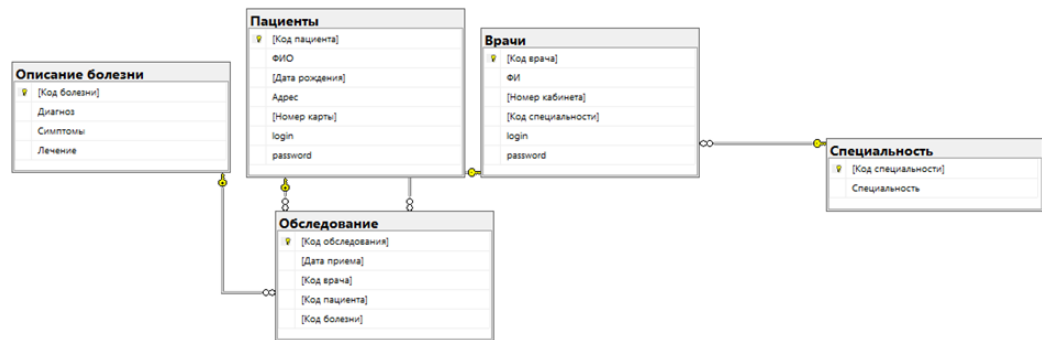 Описание болезни
[Код болезни]
Диагноз
Симптомы
Лечение
Пациенты
[Код пациента]
ФИО
[Дата рождения]
Адрес
[Номер карты]
login
password
Врачи
[Код врача]
ФИ
[Номер кабинета]
[Код специальности]
login
password
Специальность
[Код специальности]
Специальность
Обследование
[Код обследования]
[Дата приема]
[Код врача]
[Код пациента]
[Код болезни]